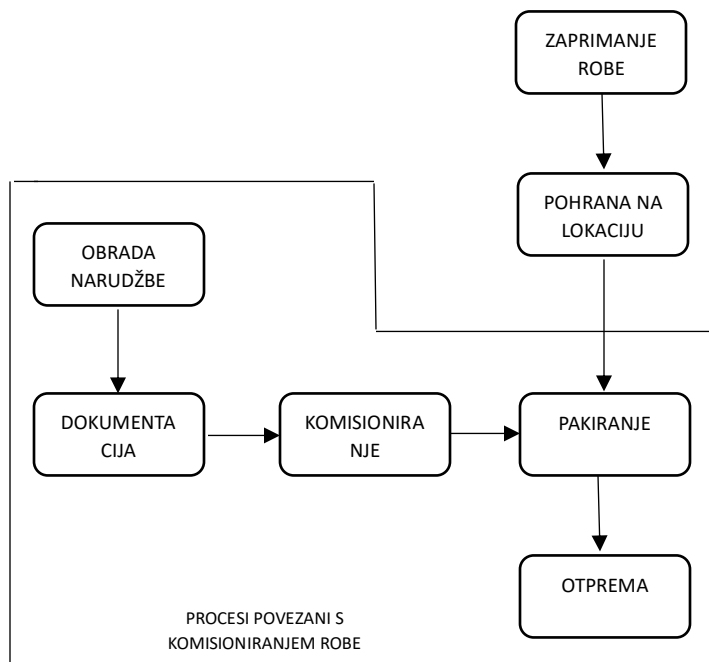 ZAPRIMANJE
ROBE
POHRANA NA
LOKACIJU
OBRADA
NARUDŽBE
DOKUMENTA
CIJA
KOMISIONIRA
NJE
PAKIRANJE
OTPREMA
PROCESI POVEZANI S
KOMISIONIRANJEM ROBE